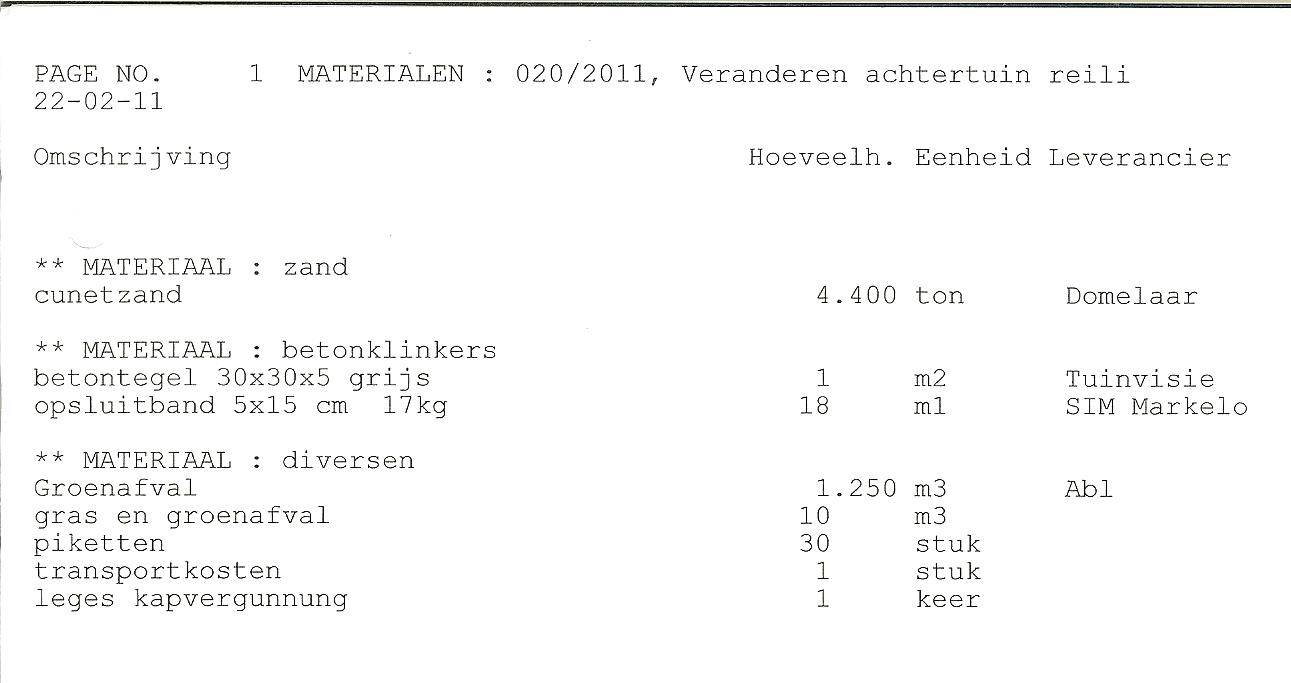 PAGE NO. 1 MATERIALEN : 020/2011, Veranderen achtertuin reili
22-02-11
Omschrijving Hoeveelh. Eenheid Leverancier
** MATERIAAL : zand
cunetzand 4.400 ton Domelaar
** MATERIAAL : betonklinkers
betontegel 30x30x5 grijs 1 m2 Tuinvisie
opsluitband 5x15 cm 17kg 18 m1 SIM Markelo
** MATERIAAL : diversen
Groenafval 1.250 m3 Abl
gras en groenafval 10 m3
piketten 30 stuk
transportkosten 1 stuk
leges kapvergunnung 1 keer